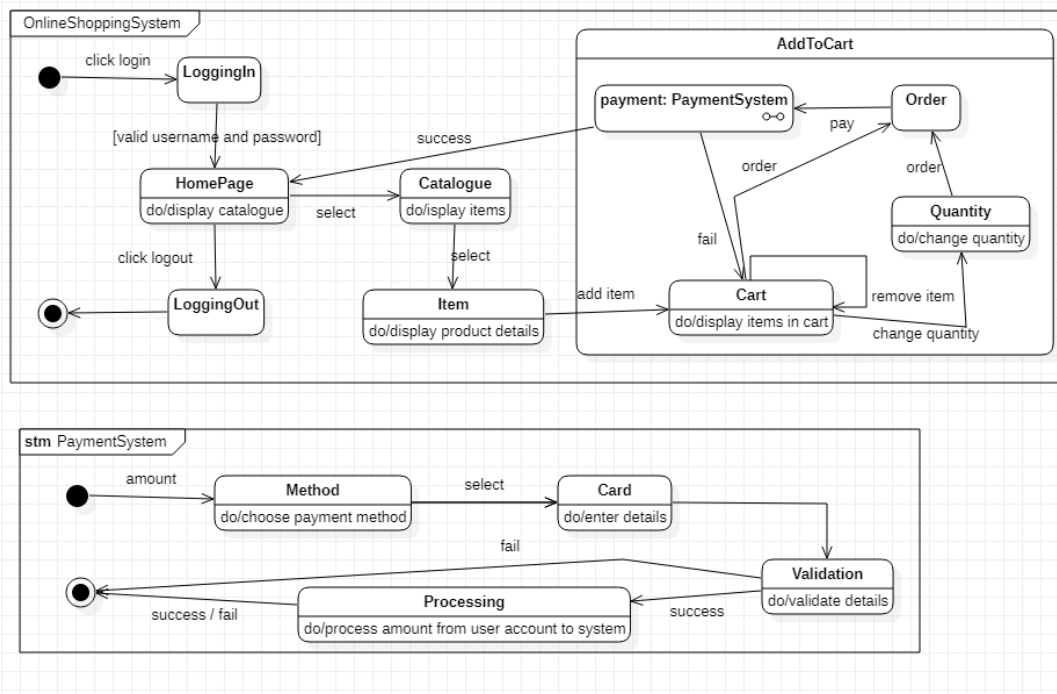 OnlineShoppingSystem
click login
LoggingIn
[valid username and password]
HomePage
do/display catalogue
success
select
Catalogue
do/isplay items
click logout
select
LoggingOut
Item
do/display product details
add item
AddToCart
payment: PaymentSystem
Order
pay
order
order
Quantity
do/change quantity
fail
Cart
do/display items in cart
remove item
change quantity
stm PaymentSystem
amount
Method
do/choose payment method
select
Card
do/enter details
fail
Validation
do/validate details
success
Processing
do/process amount from user account to system
success / fail